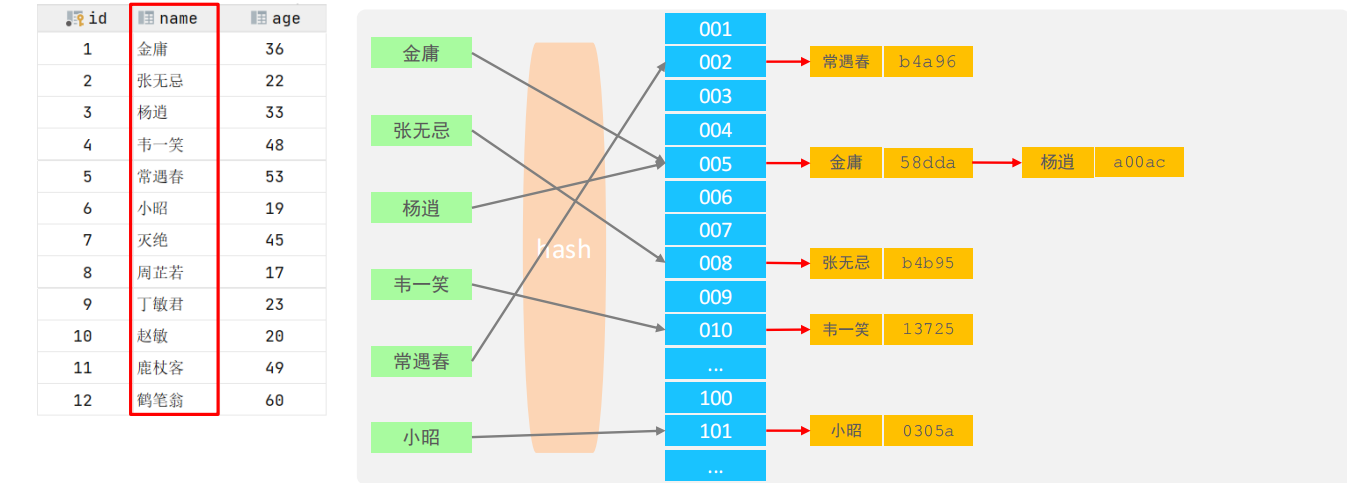 id name age
1 金庸 36
2 张无忌 22
3 杨逍 33
4 韦一笑 48
5 常遇春 53
6 小昭 19
7 灭绝 45
8 周芷若 17
9 丁敏君 23
10 赵敏 20
11 鹿杖客 49
12 鹤笔翁 60
金庸
张无忌
杨逍
韦一笑
常遇春
小昭
hash
001
002
003
004
005
006
007
008
009
010
...
100
101
...
常遇春 b4a96
金庸 58dda 杨逍 a00ac
张无忌 b4b95
韦一笑 13725
小昭 0305a